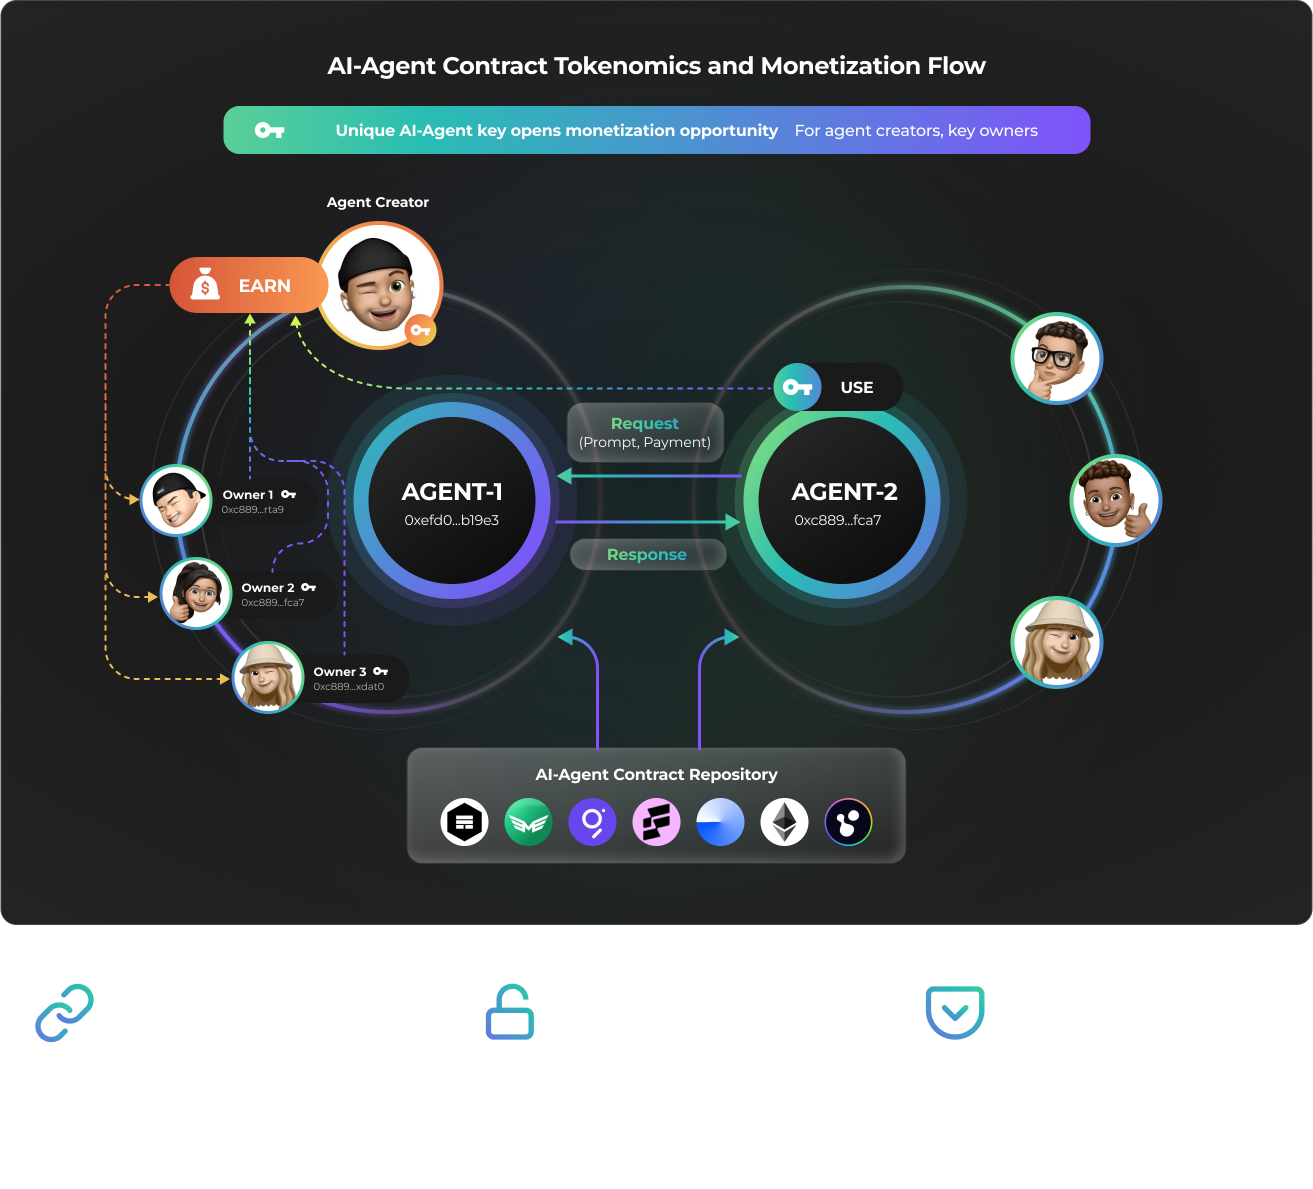 AI-Agent Contract Tokenomics and Monetization Flow
Unique AI-Agent key opens monetization opportunity For agent creators, key owners
Agent Creator
$ EARN
USE
Request
(Prompt, Payment)
AGENT-1
0xefd0...b19e3
AGENT-2
0xc889...fca7
Response
Owner 1
0xc889...rta9
Owner 2
0xc889...fca7
Owner 3
0xc889...xdat0
AI-Agent Contract Repository